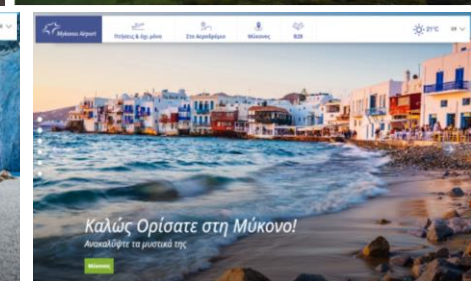 Mykonos Airport
Πτήσεις & όχι μόνο
Στο Αεροδρόμιο
Μύκονος
B2B
21°C
Καλώς Ορίσατε στη Μύκονο!
Ανακαλύψτε τα μυστικά της
Μύκονος